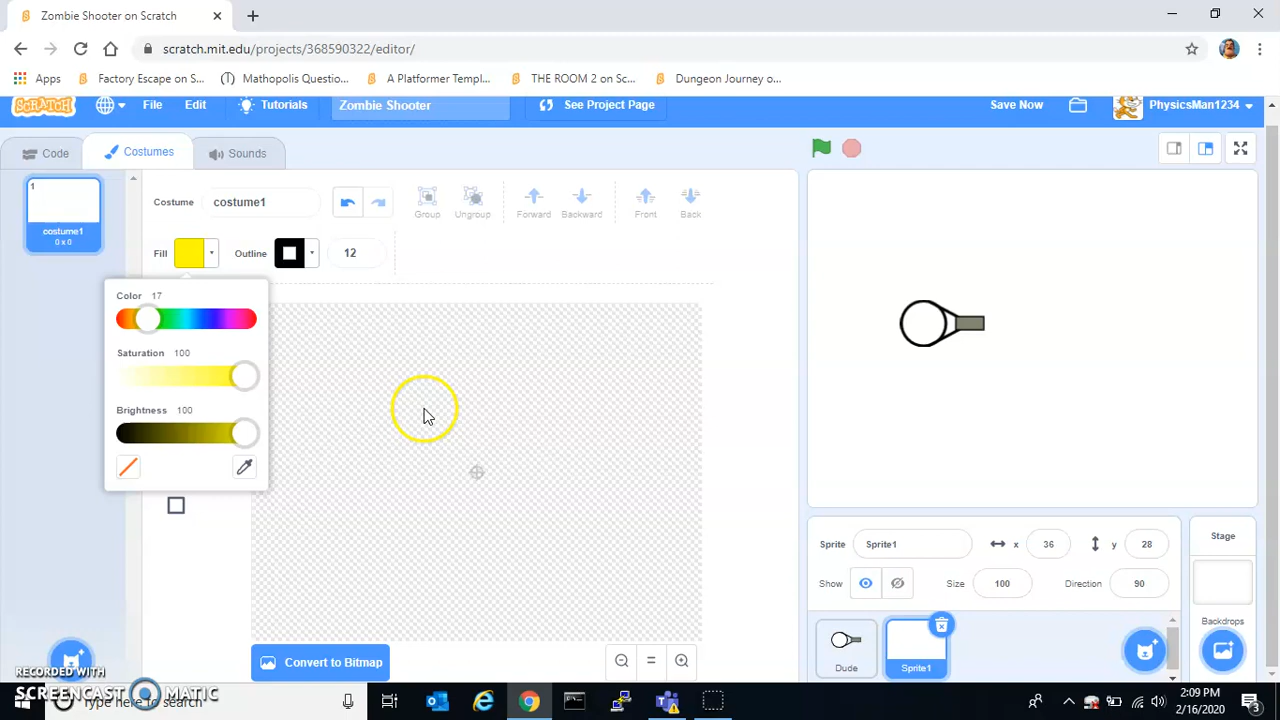 Zombie Shooter on Scratch
scratch.mit.edu/projects/368590322/editor/
Apps
Factory Escape on S...
Mathopolis Questio...
A Platformer Templ...
THE ROOM 2 on Sc...
Dungeon Journey o...
SCRATCH
File
Edit
Tutorials
Zombie Shooter
See Project Page
Save Now
PhysicsMan1234
Code
Costumes
Sounds
1
costume1
0 x 0
Costume
costume1
Group
Ungroup
Forward
Backward
Front
Back
Fill
Outline
12
Color 17
Saturation 100
Brightness 100
Convert to Bitmap
Sprite
Sprite1
x
36
y
28
Show
Size
100
Direction
90
Stage
Backdrops
Dude
Sprite1
RECORDED WITH
SCREENCAST MATIC
Type here to search
2:09 PM
2/16/2020
3